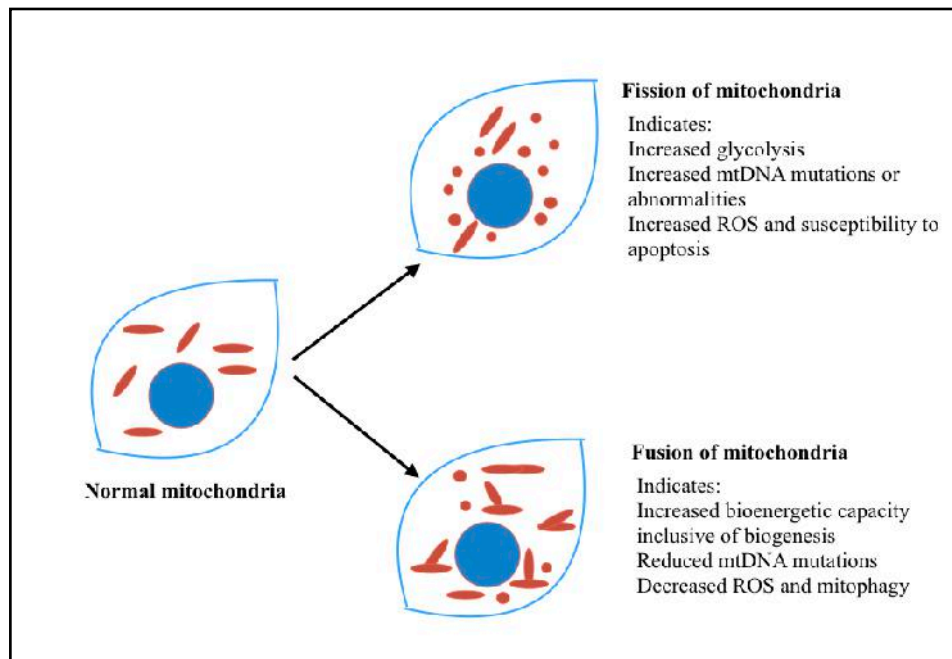 Fission of mitochondria
Indicates:
Increased glycolysis
Increased mtDNA mutations or
abnormalities
Increased ROS and susceptibility to
apoptosis
Normal mitochondria
Fusion of mitochondria
Indicates:
Increased bioenergetic capacity
inclusive of biogenesis
Reduced mtDNA mutations
Decreased ROS and mitophagy